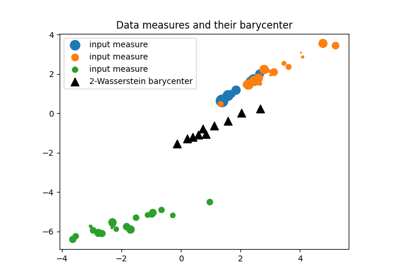 Data measures and their barycenter
input measure
input measure
input measure
2-Wasserstein barycenter
4
2
0
−2
−4
−6
−4
−2
0
2
4